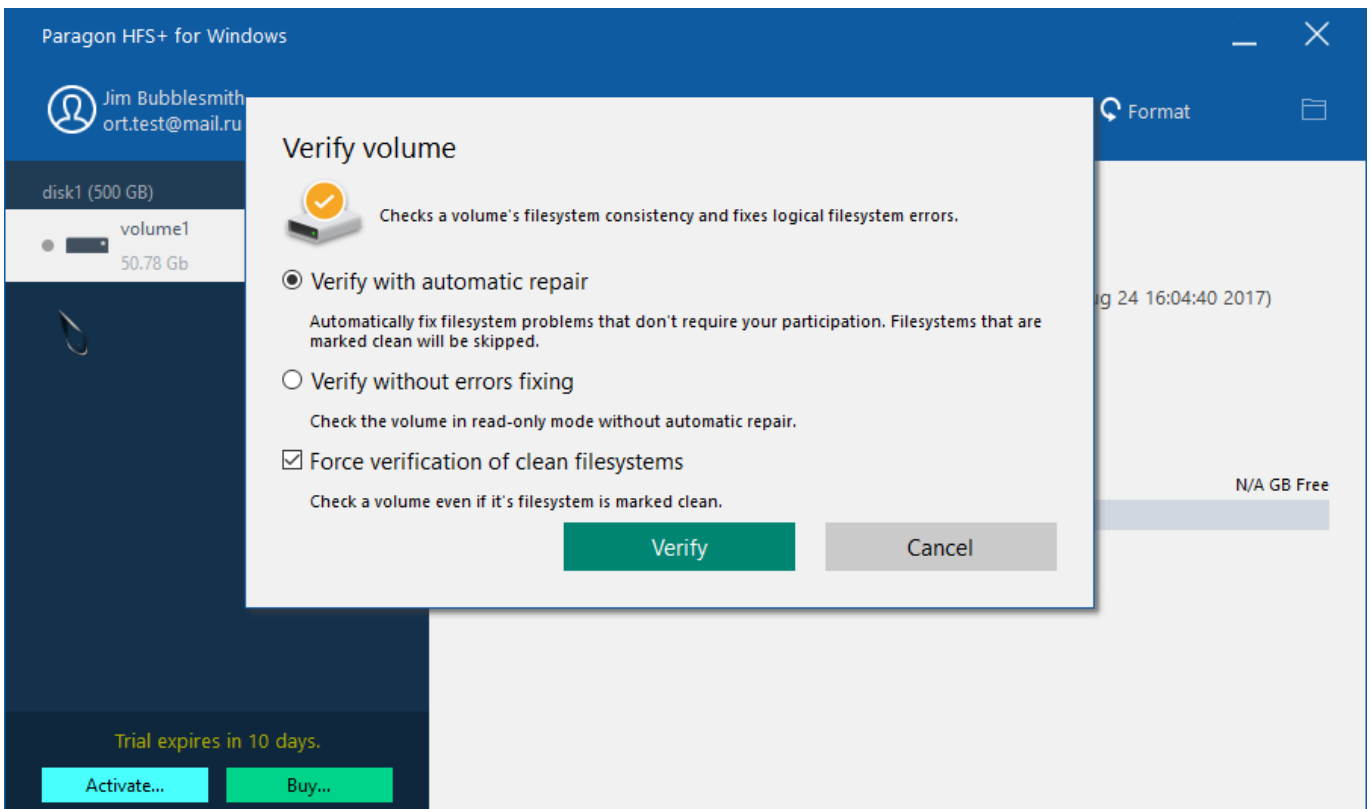 Paragon HFS+ for Windows
Jim Bubblesmith
ort.test@mail.ru
Format
disk1 (500 GB)
volume1
50.78 Gb
Verify volume
Checks a volume's filesystem consistency and fixes logical filesystem errors.
Verify with automatic repair
Automatically fix filesystem problems that don't require your participation. Filesystems that are
marked clean will be skipped.
Verify without errors fixing
Check the volume in read-only mode without automatic repair.
Force verification of clean filesystems
Check a volume even if it's filesystem is marked clean.
Verify
Cancel
24 16:04:40 2017)
N/A GB Free
Trial expires in 10 days.
Activate...
Buy...